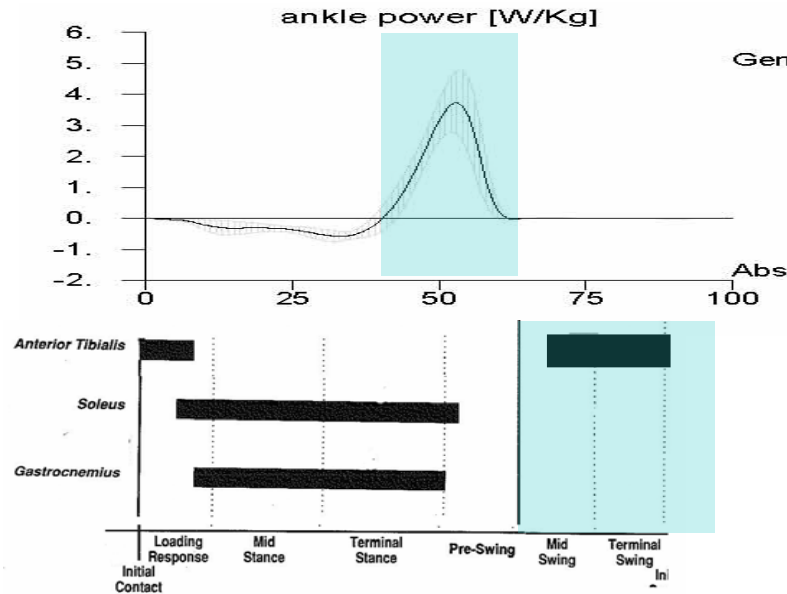 ankle power [W/Kg]
6.
5.
4.
3.
2.
1.
0.
-1.
-2.
Gen
Abs
0 25 50 75 100
Anterior Tibialis
Soleus
Gastrocnemius
Initial
Contact
Loading
Response
Mid
Stance
Terminal
Stance
Pre-Swing
Mid
Swing
Terminal
Swing
Ini